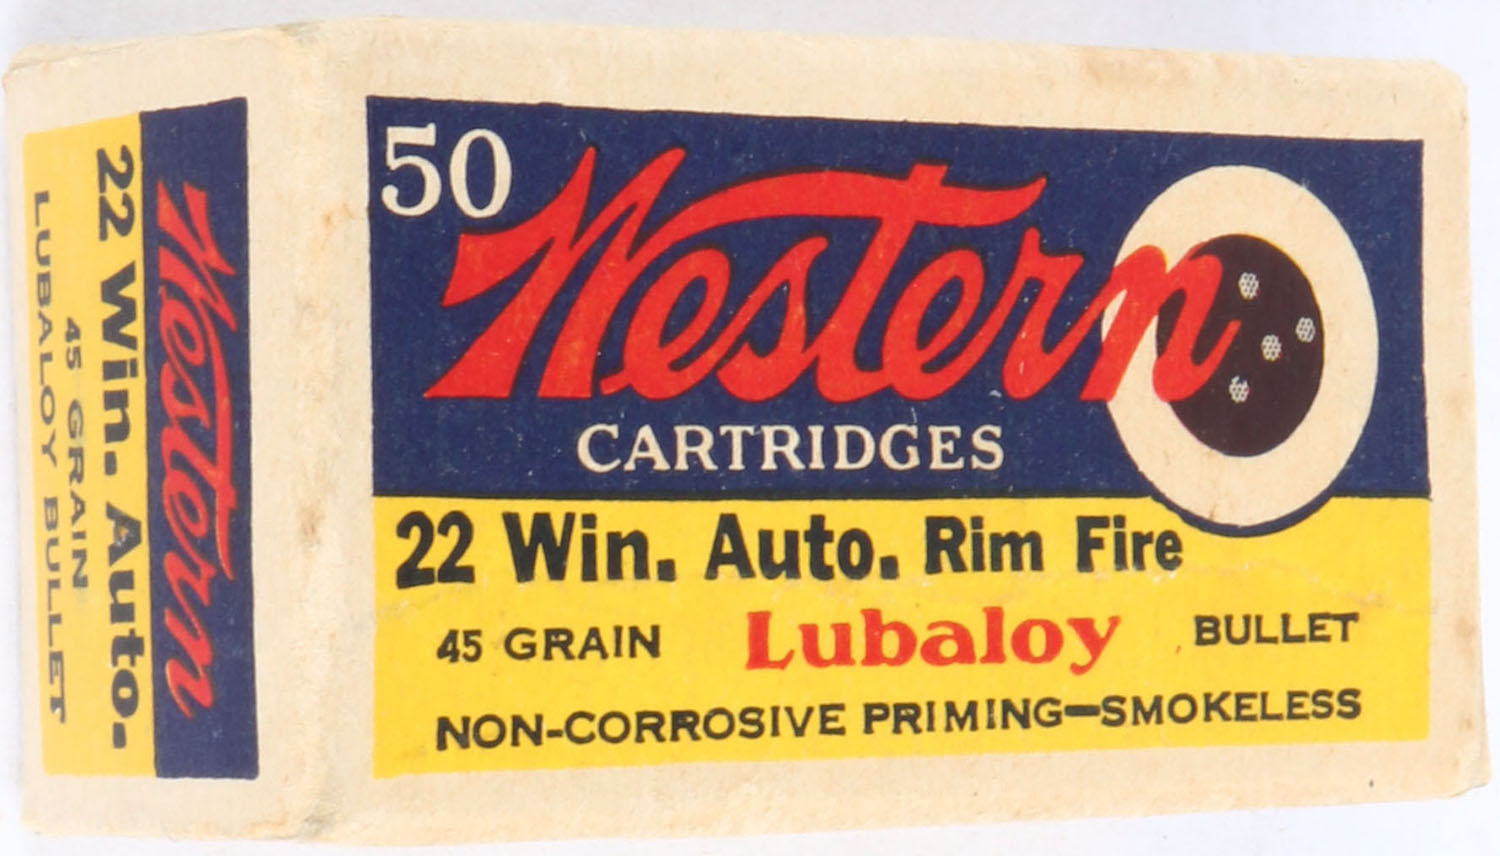 50 Western
CARTRIDGES
22 Win. Auto. Rim Fire
45 GRAIN Lubaloy BULLET
NON-CORROSIVE PRIMING—SMOKELESS
Western
22 Win. Auto.
45 GRAIN
LUBALOY BULLET